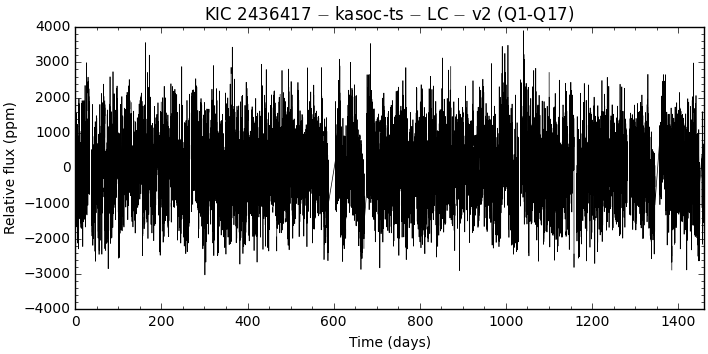 KIC 2436417 − kasoc-ts − LC − v2 (Q1-Q17)
4000
3000
2000
1000
0
−1000
−2000
−3000
−4000
Relative flux (ppm)
0 200 400 600 800 1000 1200 1400
Time (days)